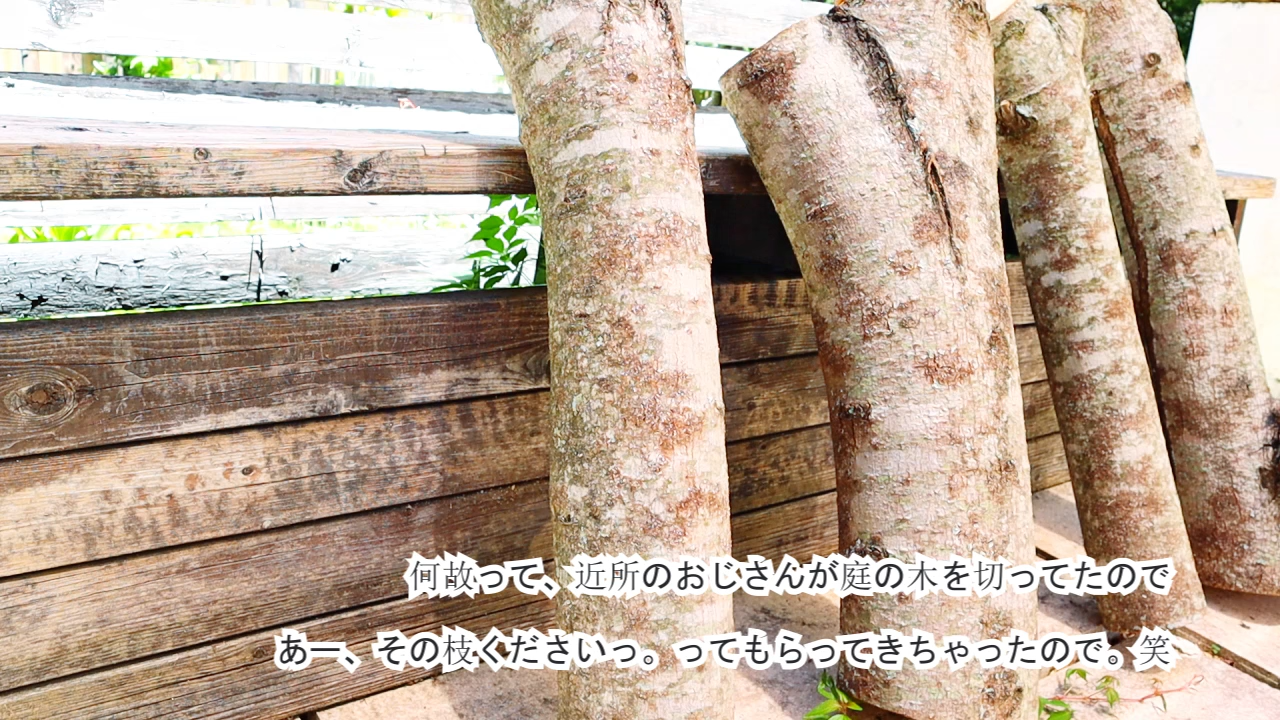 何故って、近所のおじさんが庭の木を切ってたので
あー、その枝くださいっ。ってもらってきちゃったので。笑